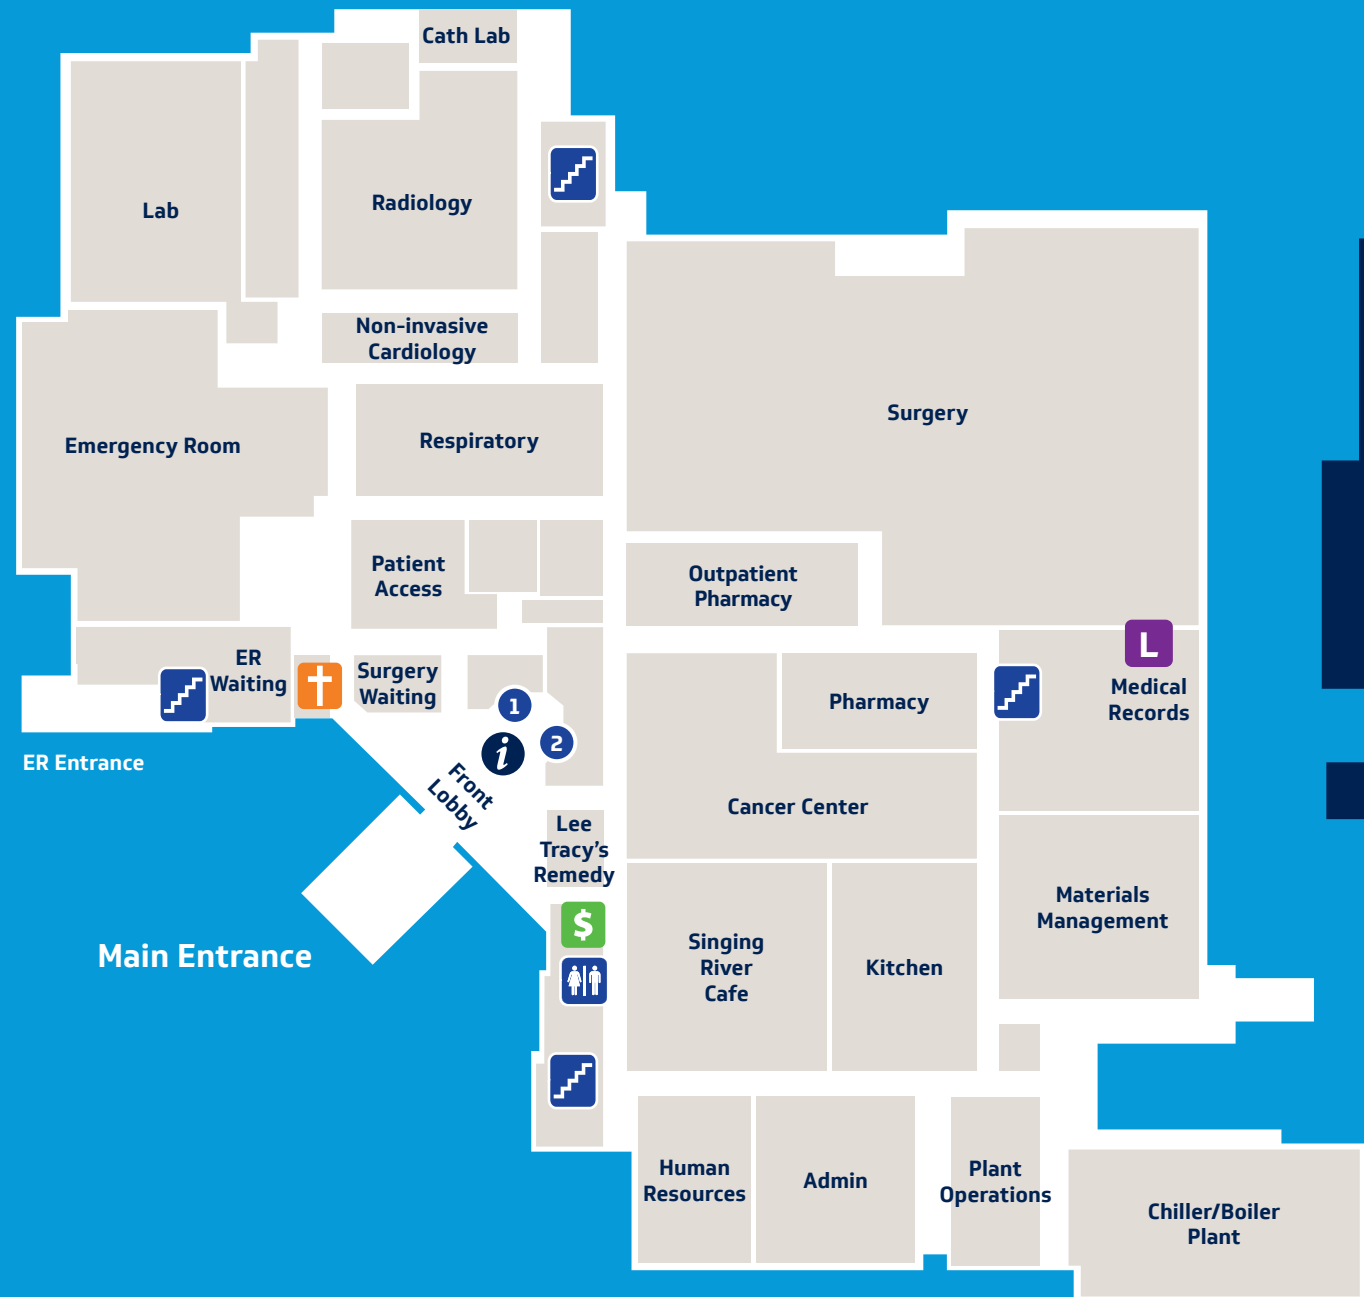 Cath Lab
Lab
Radiology
Non-invasive
Cardiology
Surgery
Emergency Room
Respiratory
Patient
Access
Outpatient
Pharmacy
ER
Waiting
Surgery
Waiting
L
Medical
Records
Pharmacy
1
2
i
ER Entrance
Front
Lobby
Cancer Center
Lee
Tracy's
Remedy
$
Main Entrance
Singing
River
Cafe
Kitchen
Materials
Management
Human
Resources
Admin
Plant
Operations
Chiller/Boiler
Plant